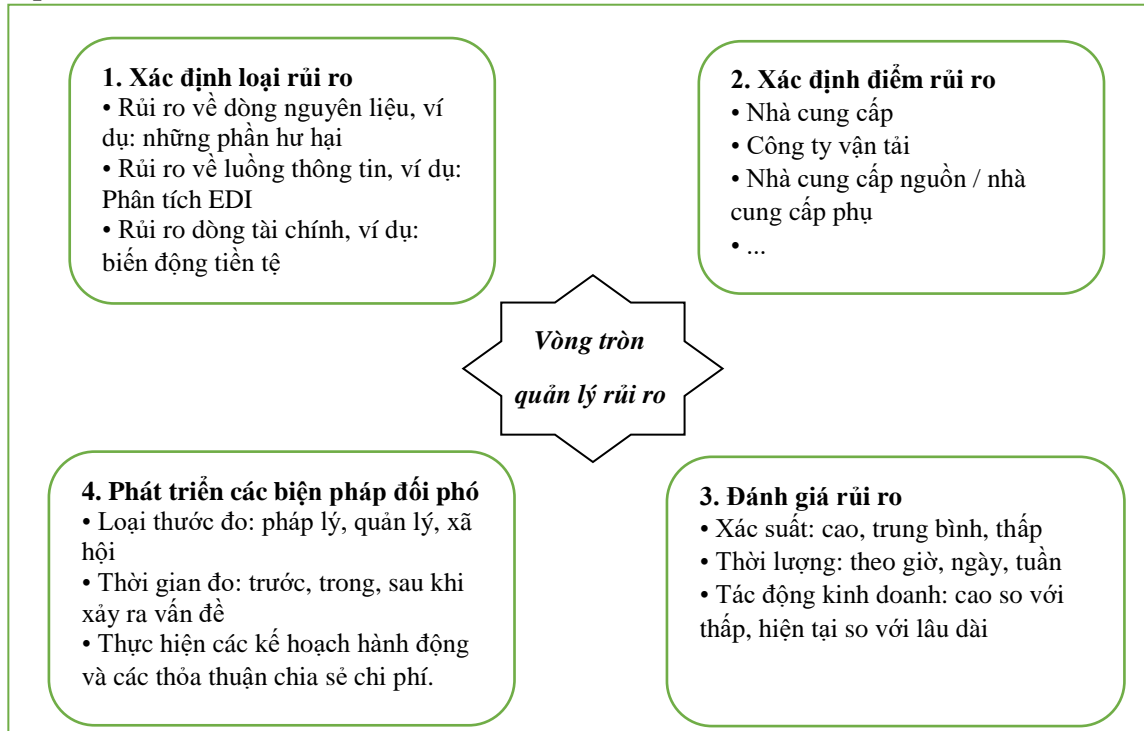 1. Xác định loại rủi ro
• Rủi ro về dòng nguyên liệu, ví
dụ: những phần hư hại
• Rủi ro về luồng thông tin, ví dụ:
Phân tích EDI
• Rủi ro dòng tài chính, ví dụ:
biến động tiền tệ
2. Xác định điểm rủi ro
• Nhà cung cấp
• Công ty vận tải
• Nhà cung cấp nguồn / nhà
cung cấp phụ
• ...
Vòng tròn
quản lý rủi ro
4. Phát triển các biện pháp đối phó
• Loại thước đo: pháp lý, quản lý, xã
hội
• Thời gian đo: trước, trong, sau khi
xảy ra vấn đề
• Thực hiện các kế hoạch hành động
và các thỏa thuận chia sẻ chi phí.
3. Đánh giá rủi ro
• Xác suất: cao, trung bình, thấp
• Thời lượng: theo giờ, ngày, tuần
• Tác động kinh doanh: cao so với
thấp, hiện tại so với lâu dài